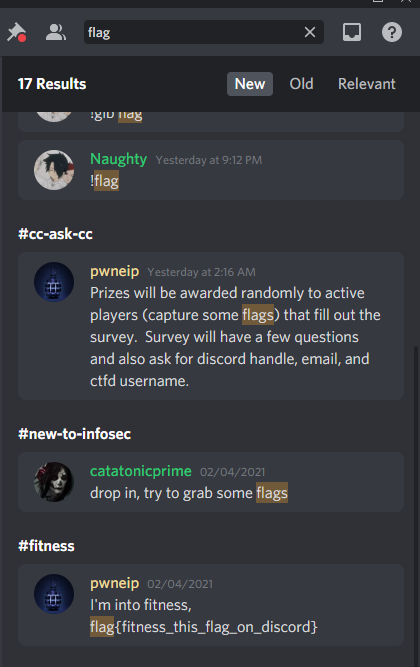 flag
17 Results
New Old Relevant
!gib flag
Naughty Yesterday at 9:12 PM
!flag
#cc-ask-cc
pwneip Yesterday at 2:16 AM
Prizes will be awarded randomly to active
players (capture some flags) that fill out the
survey. Survey will have a few questions
and also ask for discord handle, email, and
ctfd username.
#new-to-infosec
catatonicprime 02/04/2021
drop in, try to grab some flags
#fitness
pwneip 02/04/2021
I'm into fitness,
flag{fitness_this_flag_on_discord}